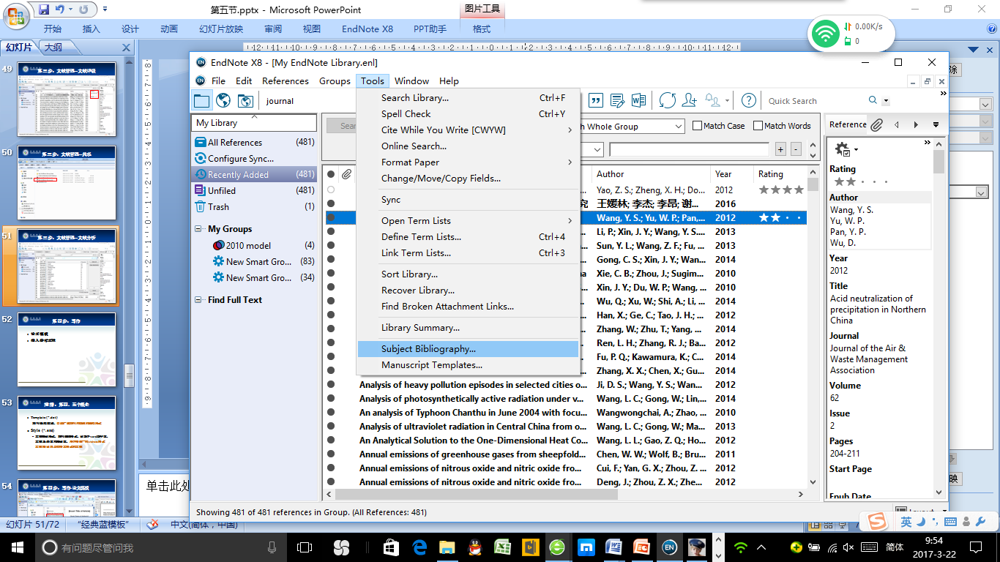 第五节.pptx - Microsoft PowerPoint
图片工具
开始 插入 设计 动画 幻灯片放映 审阅 视图 EndNote X8 PPT助手 格式
0.00K/s
0
幻灯片 大纲
49
50
51
52
53
54
EndNote X8 - [My EndNote Library.enl]
File Edit References Groups Tools Window Help
journal
Quick Search
Search Library... Ctrl+F
Spell Check Ctrl+Y
Cite While You Write [CWYW]
Online Search...
Format Paper
Change/Move/Copy Fields...
Sync
Open Term Lists
Define Term Lists... Ctrl+4
Link Term Lists... Ctrl+3
Sort Library...
Recover Library...
Find Broken Attachment Links...
Library Summary...
Subject Bibliography...
Manuscript Templates...
My Library
All References (481)
Configure Sync...
Recently Added (481)
Unfiled (481)
Trash (1)
My Groups
2010 model (4)
New Smart Gro... (83)
New Smart Gro... (34)
Find Full Text
Whole Group
Match Case
Match Words
Author Year Rating
Yao, Z. S.; Zheng, X. H.; Do... 2012
究 王媛林; 李杰; 李昂; 谢... 2016
Wang, Y. S.; Yu, W. P.; Pan,... 2012
Li, P.; Xin, J. Y.; Wang, Y. S.... 2013
Sun, Y. L.; Wang, Z. F.; Fu, ... 2013
Gong, C. S.; Xin, J. Y.; Wan... 2014
Xie, C. B.; Zhou, J.; Sugim... 2010
Xin, J. Y.; Du, W. P.; Wang, ... 2010
Wu, Q.; Xu, W.; Shi, A.; Li, ... 2014
Han, X.; Ge, C.; Tao, J. H.; ... 2010
Zhang, W.; Zhu, T.; Yang, ... 2014
Ren, L. H.; Zhang, R. J.; Ba... 2012
Fu, P. Q.; Kawamura, K.; C... 2012
Zhang, X. X.; Chen, X.; Gu... 2014
Analysis of heavy pollution episodes in selected cities o... Ji, D. S.; Wang, Y. S.; Wan... 2012
Analysis of photosynthetically active radiation under v... Wang, L. C.; Gong, W.; Lin,... 2014
An analysis of Typhoon Chanthu in June 2004 with focu... Wangwongchai, A.; Zhao, ... 2010
Analysis of ultraviolet radiation in Central China from o... Wang, L. C.; Gong, W.; Ma... 2013
An Analytical Solution to the One-Dimensional Heat Co... Wang, L. L.; Gao, Z. Q.; Ho... 2012
Annual emissions of greenhouse gases from sheepfold... Chen, W. W.; Wolf, B.; Bru... 2011
Annual emissions of nitrous oxide and nitric oxide fro... Cui, F.; Yan, G. X.; Zhou, Z. ... 2012
Annual emissions of nitrous oxide and nitric oxide fro... Deng, J.; Zhou, Z. X.; Zhe... 2012
Reference
Rating
Author
Wang, Y. S.
Yu, W. P.
Pan, Y. P.
Wu, D.
Year
2012
Title
Acid neutralization of
precipitation in Northern
China
Journal
Journal of the Air &
Waste Management
Association
Volume
62
Issue
2
Pages
204-211
Start Page
Epub Date
Showing 481 of 481 references in Group. (All References: 481)
Layout
单击此处
幻灯片 51/72 “经典蓝模板” 中文(简体，中国)
英
有问题尽管问我
简体
9:54
2017-3-22